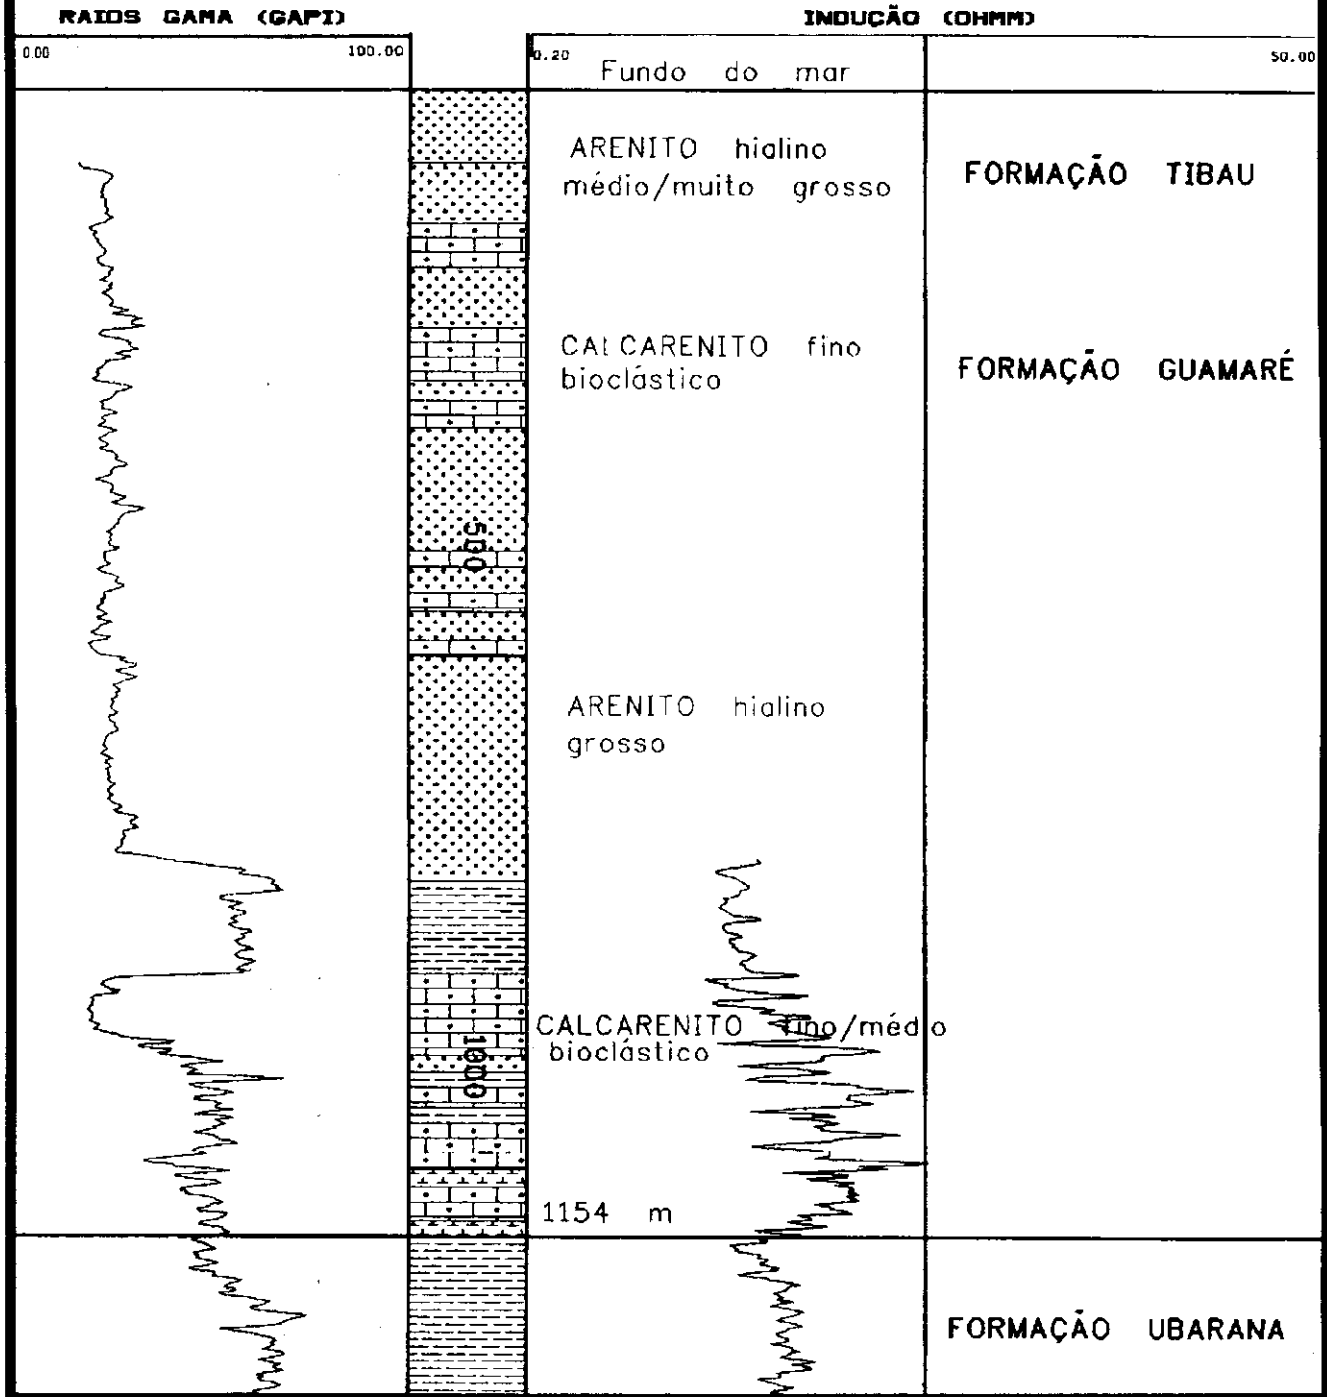 RAIOS GAMA (GAPI)
INDUÇÃO (OHMM)
0.00
100.00
0.20
50.00
Fundo do mar
ARENITO hialino
médio/muito grosso
FORMAÇÃO TIBAU
CALCARENITO fino
bioclástico
FORMAÇÃO GUAMARÉ
500
ARENITO hialino
grosso
CALCARENITO fino/médio
bioclástico
1000
1154 m
FORMAÇÃO UBARANA